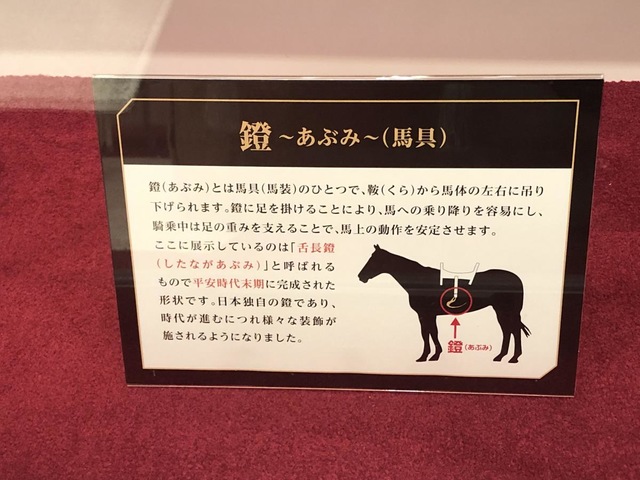 鐙 ～あぶみ～(馬具)
鐙(あぶみ)とは馬具(馬装)のひとつで、鞍(くら)から馬体の左右に吊り
下げられます。鐙に足を掛けることにより、馬への乗り降りを容易にし、
騎乗中は足の重みを支えることで、馬上の動作を安定させます。
ここに展示しているのは「舌長鐙
(したながあぶみ)」と呼ばれる
もので平安時代末期に完成された
形状です。日本独自の鐙であり、
時代が進むにつれ様々な装飾が
施されるようになりました。
鐙(あぶみ)